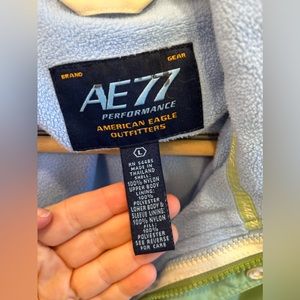 BRAND
GEAR
AE77
PERFORMANCE
AMERICAN EAGLE
OUTFITTERS
L
RN 54485
MADE IN
THAILAND
SHELL:
100% NYLON
UPPER BODY
LINING:
100%
POLYESTER
LOWER BODY &
SLEEVE LINING:
100% NYLON
FILL:
100%
POLYESTER
SEE REVERSE
FOR CARE